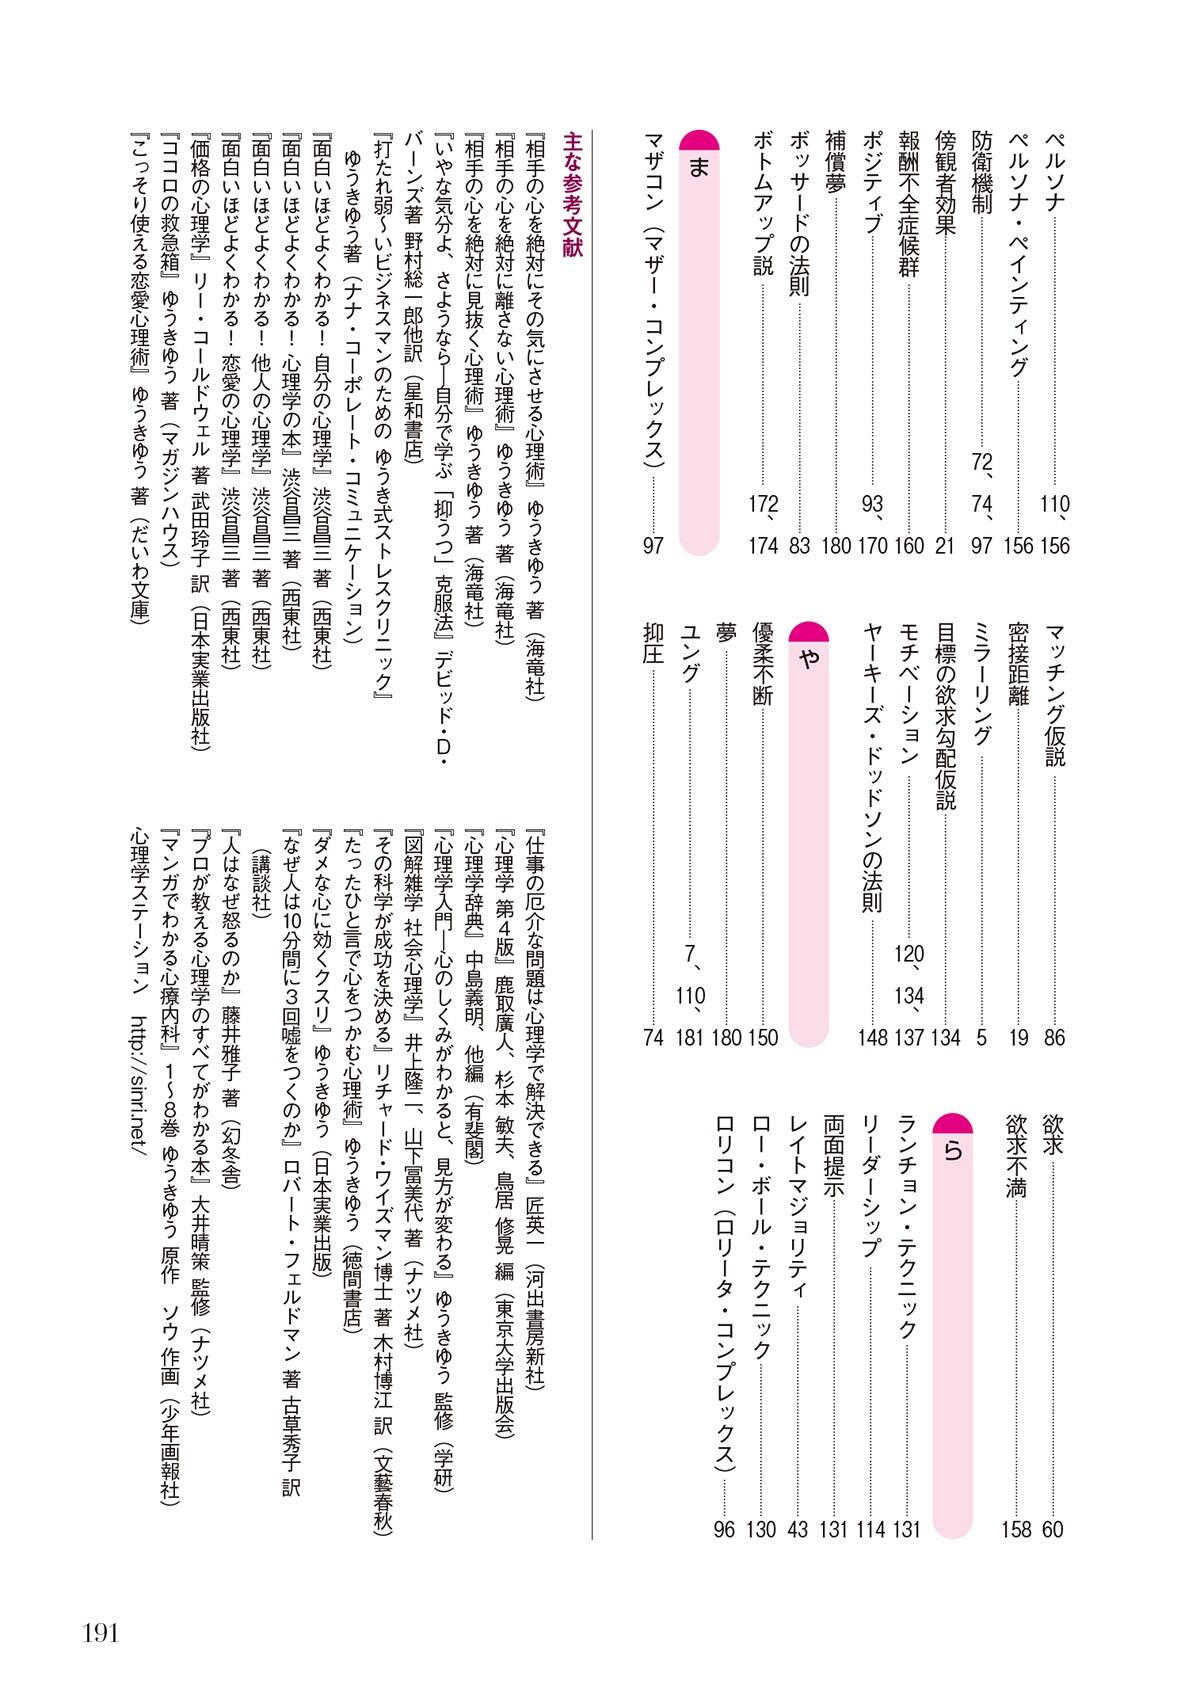 ペルソナ 110、156
ペルソナ・ペインティング 156
防衛機制 72、74、97
傍観者効果 21
報酬不全症候群 160
ポジティブ 93、170
補償夢 180
ボッサードの法則 83
ボトムアップ説 172、174
ま
マザコン（マザー・コンプレックス） 97
マッチング仮説 86
密接距離 19
ミラーリング 5
目標の欲求勾配仮説 134
モチベーション 120、134、137
ヤーキーズ・ドッドソンの法則 148
や
優柔不断 150
夢 180
ユング 7、110、181
抑圧 74
欲求 60
欲求不満 158
ら
ランチョン・テクニック 131
リーダーシップ 114
両面提示 131
レイトマジョリティ 43
ロー・ボール・テクニック 130
ロリコン（ロリータ・コンプレックス） 96
主な参考文献
『相手の心を絶対にその気にさせる心理術』ゆうきゆう 著（海竜社）
『相手の心を絶対に離さない心理術』ゆうきゆう 著（海竜社）
『相手の心を絶対に見抜く心理術』ゆうきゆう 著（海竜社）
『いやな気分よ、さようなら―自分で学ぶ「抑うつ」克服法』デビッド・D・
バーンズ著 野村総一郎他訳（星和書店）
『打たれ弱〜いビジネスマンのための ゆうき式ストレスクリニック』
ゆうきゆう著（ナナ・コーポレート・コミュニケーション）
『面白いほどよくわかる！自分の心理学』渋谷昌三 著（西東社）
『面白いほどよくわかる！心理学の本』渋谷昌三 著（西東社）
『面白いほどよくわかる！他人の心理学』渋谷昌三 著（西東社）
『面白いほどよくわかる！恋愛の心理学』渋谷昌三 著（西東社）
『価格の心理学』リー・コールドウェル 著 武田玲子 訳（日本実業出版社）
『ココロの救急箱』ゆうきゆう 著（マガジンハウス）
『こっそり使える恋愛心理術』ゆうきゆう 著（だいわ文庫）
『仕事の厄介な問題は心理学で解決できる』匠英一（河出書房新社）
『心理学 第4版』鹿取廣人、杉本 敏夫、鳥居 修晃 編（東京大学出版会）
『心理学辞典』中島義明、他編（有斐閣）
『心理学入門―心のしくみがわかると、見方が変わる』ゆうきゆう 監修（学研）
『図解雑学 社会心理学』井上隆二、山下冨美代 著（ナツメ社）
『その科学が成功を決める』リチャード・ワイズマン博士 著 木村博江 訳（文藝春秋）
『たったひと言で心をつかむ心理術』ゆうきゆう（徳間書店）
『ダメな心に効くクスリ』ゆうきゆう（日本実業出版）
『なぜ人は10分間に3回嘘をつくのか』ロバート・フェルドマン 著 古草秀子 訳
（講談社）
『人はなぜ怒るのか』藤井雅子 著（幻冬舎）
『プロが教える心理学のすべてがわかる本』大井晴策 監修（ナツメ社）
『マンガでわかる心療内科』1〜8巻 ゆうきゆう 原作 ソウ 作画（少年画報社）
心理学ステーション http://sinri.net/
191